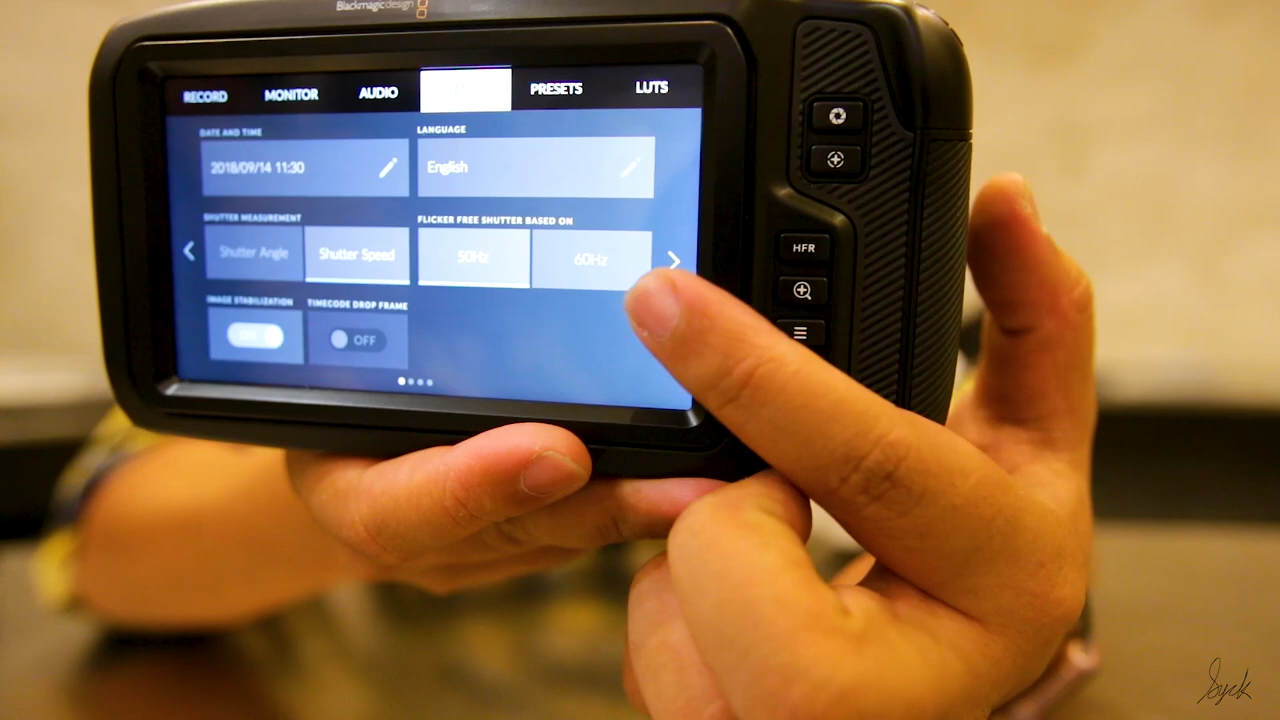 Blackmagicdesign
RECORD MONITOR AUDIO PRESETS LUTS
DATE AND TIME LANGUAGE
2018/09/14 11:30 English
SHUTTER MEASUREMENT FLICKER FREE SHUTTER BASED ON
Shutter Angle Shutter Speed 50Hz 60Hz
HFR
IMAGE STABILIZATION TIMECODE DROP FRAME
OFF
Syck